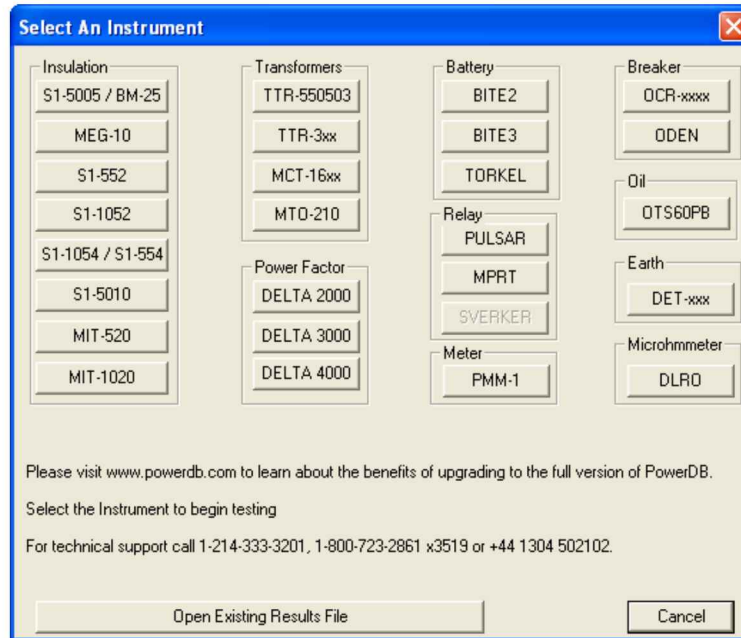 Select An Instrument
Insulation
S1-5005 / BM-25
MEG-10
S1-552
S1-1052
S1-1054 / S1-554
S1-5010
MIT-520
MIT-1020
Transformers
TTR-550503
TTR-3xx
MCT-16xx
MTO-210
Power Factor
DELTA 2000
DELTA 3000
DELTA 4000
Battery
BITE2
BITE3
TORKEL
Relay
PULSAR
MPRT
SVERKER
Meter
PMM-1
Breaker
OCR-xxxx
ODEN
Oil
OTS60PB
Earth
DET-xxx
Microhmmeter
DLRO
Please visit www.powerdb.com to learn about the benefits of upgrading to the full version of PowerDB.
Select the Instrument to begin testing
For technical support call 1-214-333-3201, 1-800-723-2861 x3519 or +44 1304 502102.
Open Existing Results File
Cancel